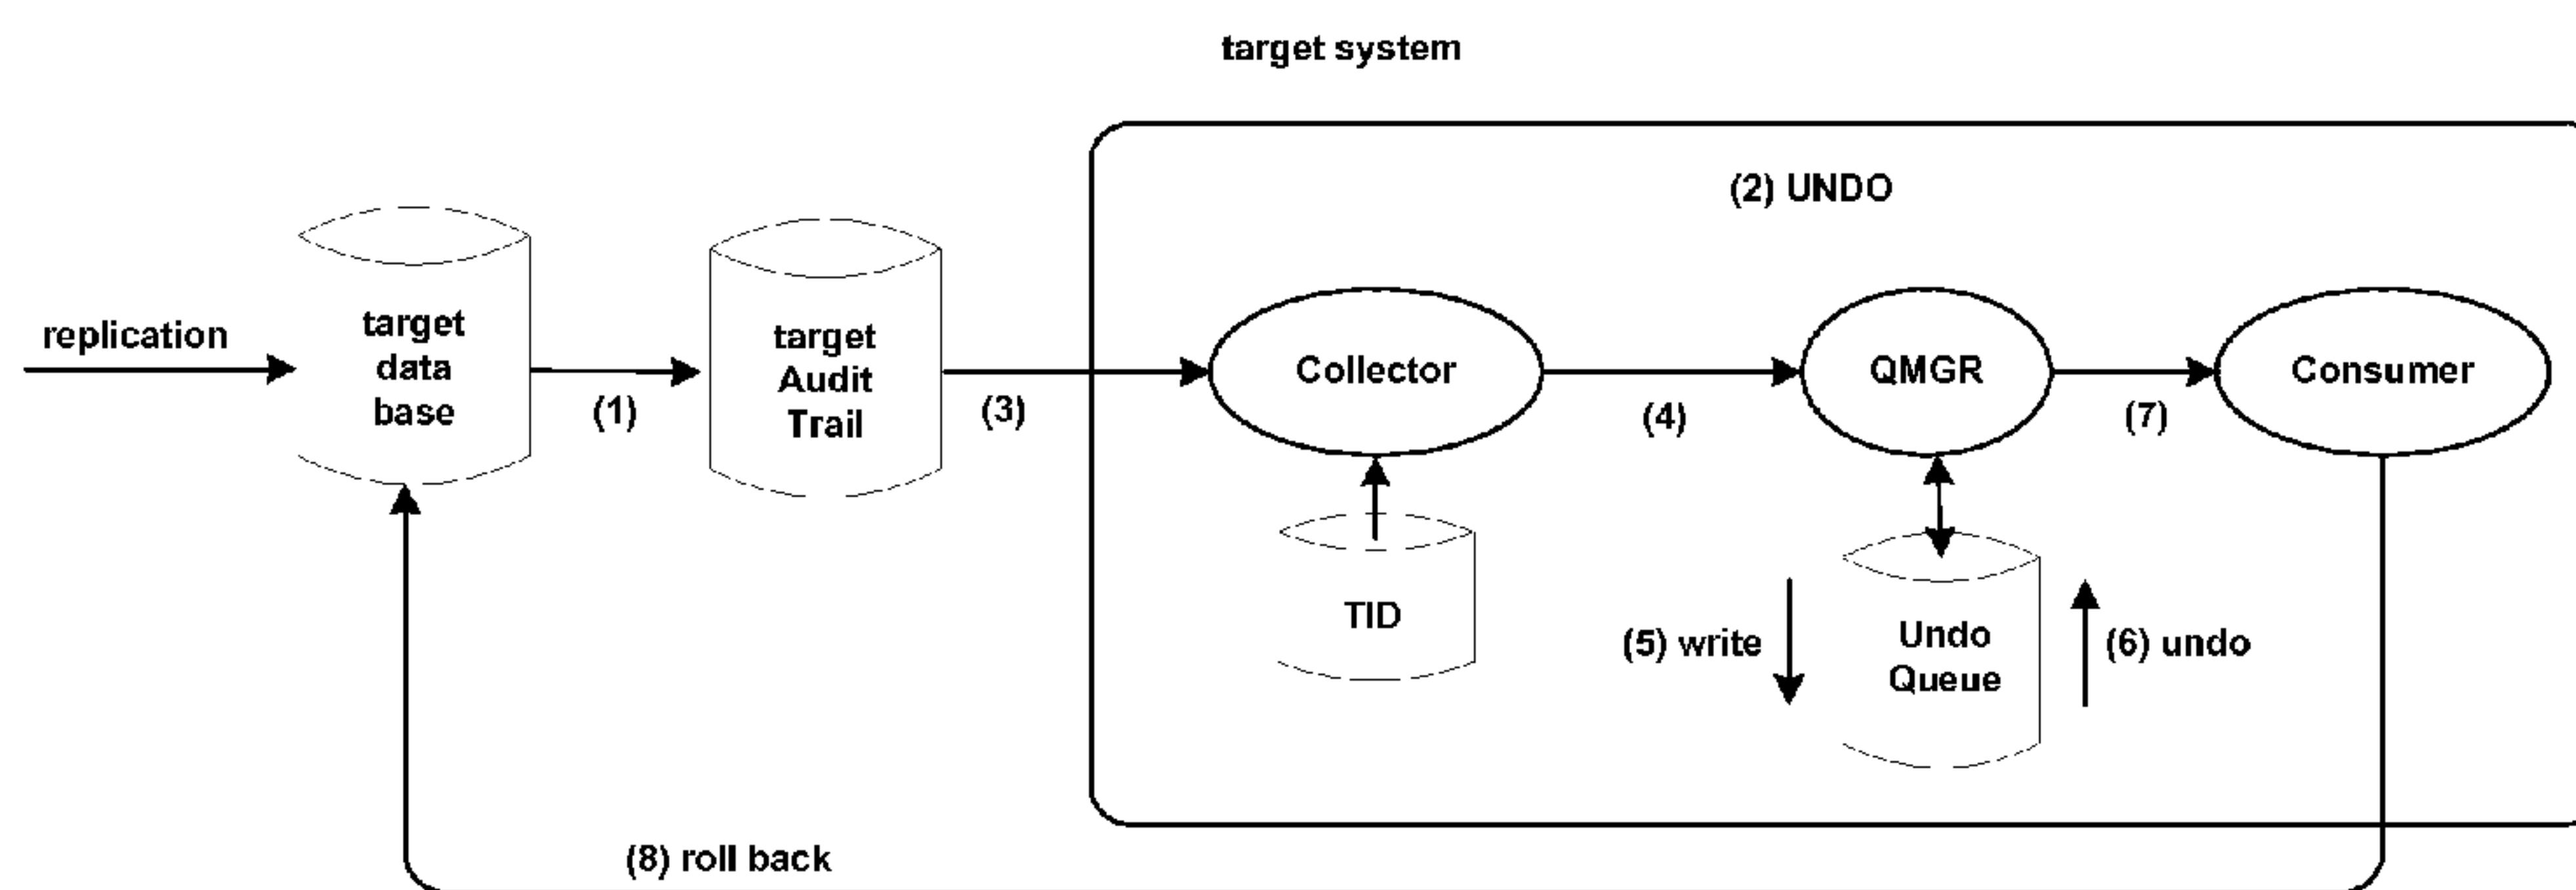 target system
(2) UNDO
replication
target
data
base
(1)
target
Audit
Trail
(3)
Collector
(4)
QMGR
(7)
Consumer
TID
(5) write
Undo
Queue
(6) undo
(8) roll back